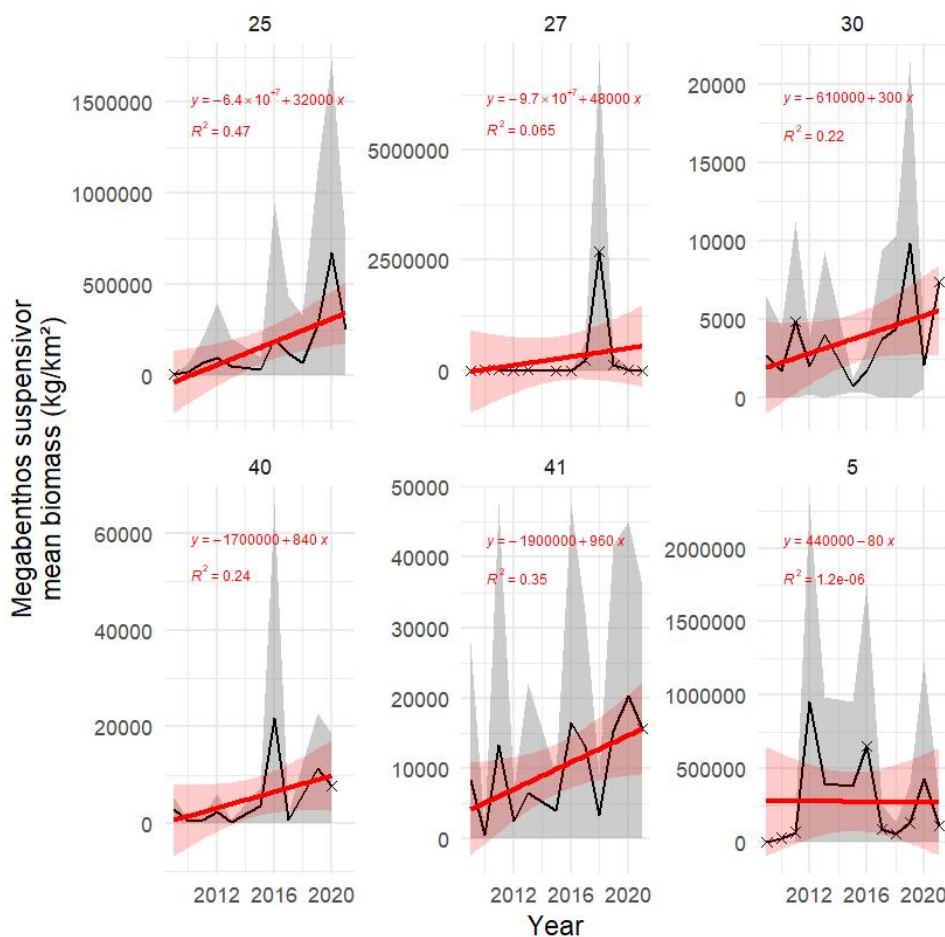 25
27
30
y = −6.4×10⁺⁷+32000 x
R² = 0.47
y = −9.7×10⁺⁷+48000 x
R² = 0.065
y = −610000+300 x
R² = 0.22
1500000
1000000
500000
0
5000000
2500000
0
20000
15000
10000
5000
0
Megabenthos suspensivor
mean biomass (kg/km²)
40
41
5
y = −1700000+840 x
R² = 0.24
y = −1900000+960 x
R² = 0.35
y = 440000−80 x
R² = 1.2e-06
60000
40000
20000
0
50000
40000
30000
20000
10000
0
2000000
1500000
1000000
500000
0
2012 2016 2020
2012 2016 2020
2012 2016 2020
Year